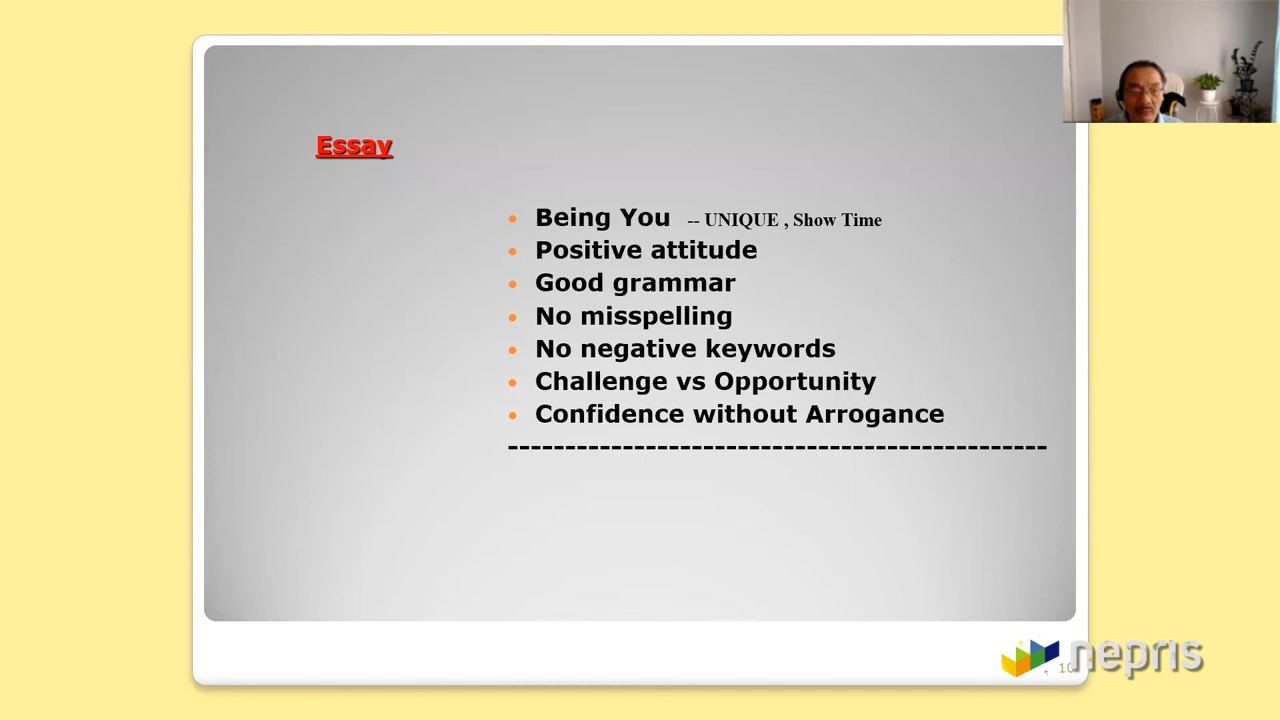 Essay
• Being You -- UNIQUE , Show Time
• Positive attitude
• Good grammar
• No misspelling
• No negative keywords
• Challenge vs Opportunity
• Confidence without Arrogance
-----------------------------------------------
nepris
10